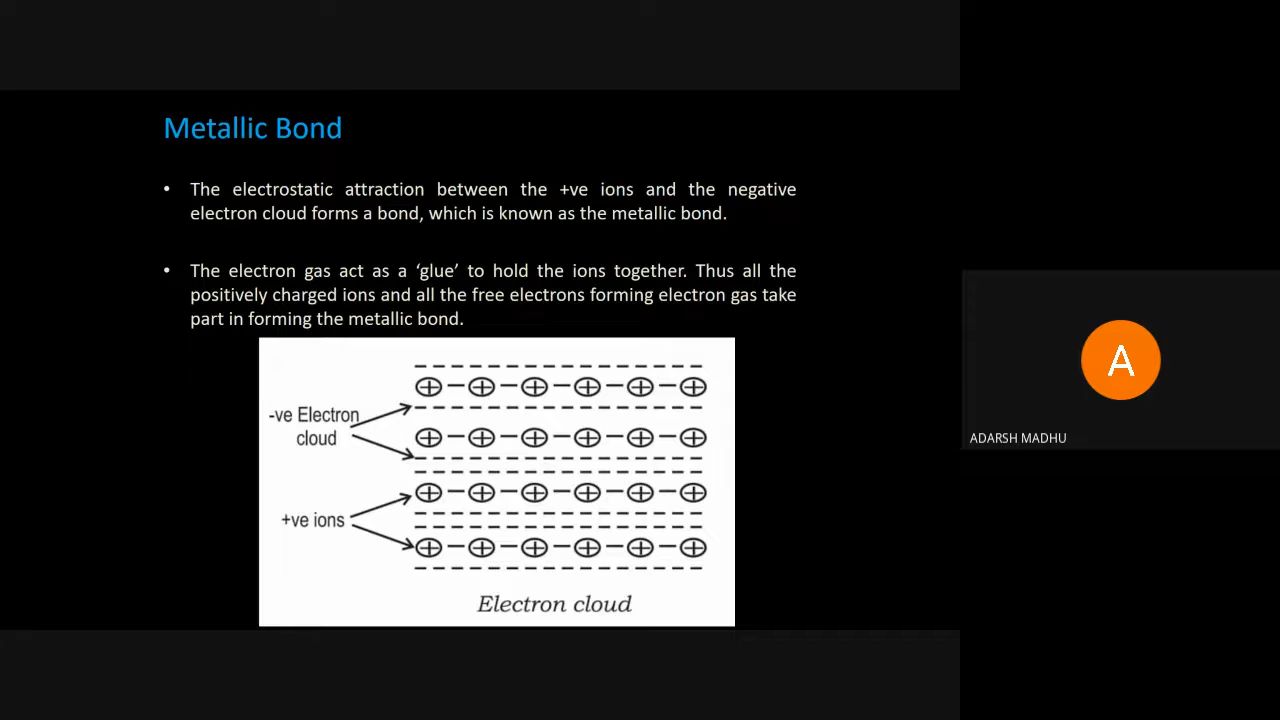 Metallic Bond
• The electrostatic attraction between the +ve ions and the negative
electron cloud forms a bond, which is known as the metallic bond.
• The electron gas act as a ‘glue’ to hold the ions together. Thus all the
positively charged ions and all the free electrons forming electron gas take
part in forming the metallic bond.
-ve Electron
cloud
+ve ions
Electron cloud
A
ADARSH MADHU